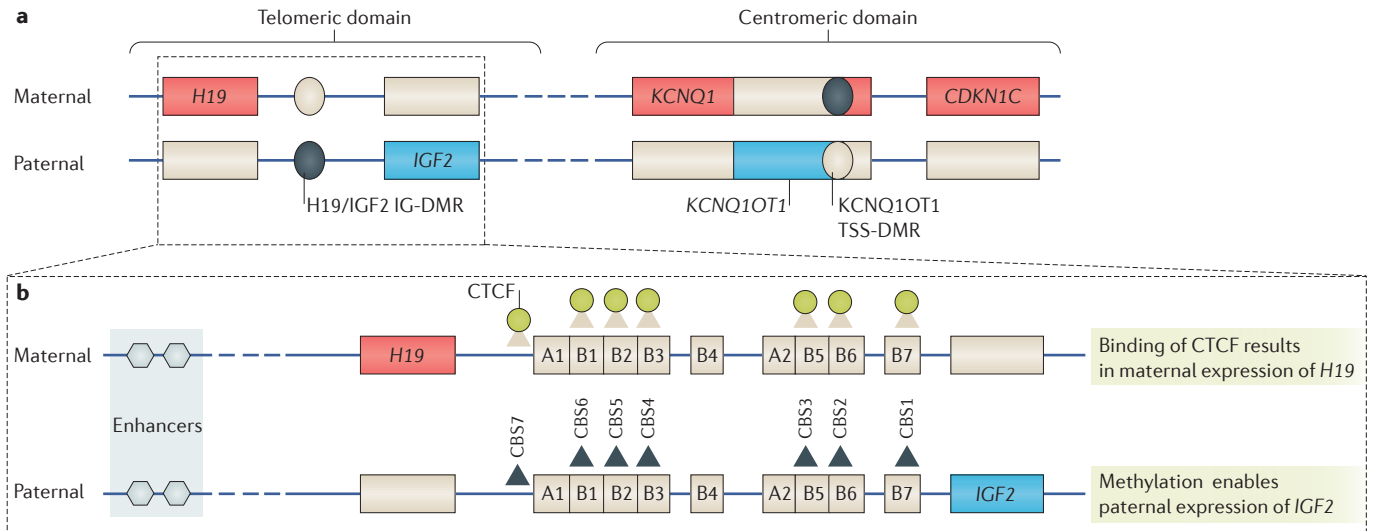 a
Telomeric domain
Centromeric domain
Maternal
H19
KCNQ1
CDKN1C
Paternal
IGF2
H19/IGF2 IG-DMR
KCNQ1OT1
KCNQ1OT1
TSS-DMR
b
CTCF
Maternal
H19
A1 B1 B2 B3 B4 A2 B5 B6 B7
Binding of CTCF results
in maternal expression of H19
Enhancers
CBS7 CBS6 CBS5 CBS4 CBS3 CBS2 CBS1
Paternal
A1 B1 B2 B3 B4 A2 B5 B6 B7
IGF2
Methylation enables
paternal expression of IGF2